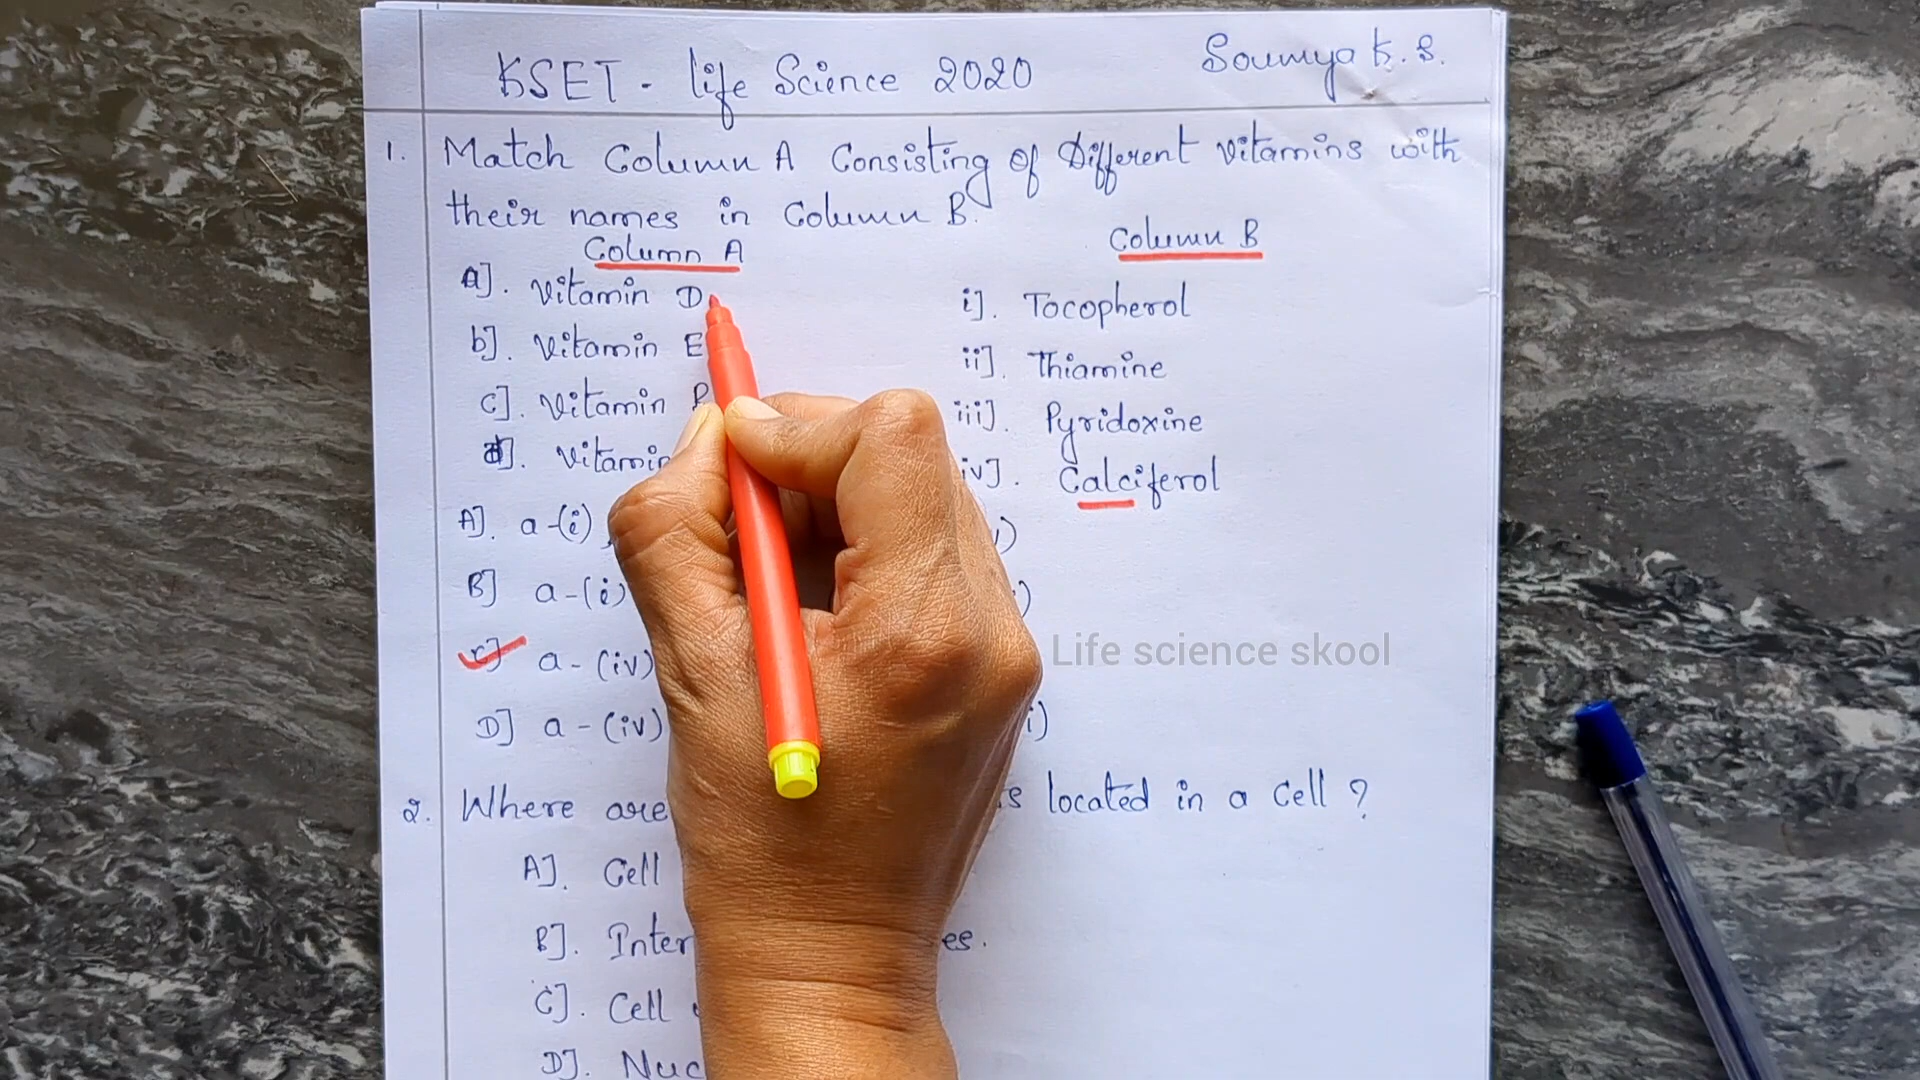 KSET - life Science 2020
Soumya K.S.
1. Match Column A Consisting of Different Vitamins with
their names in Column B.
Column A
Column B
a]. Vitamin D
i]. Tocopherol
b]. Vitamin E
ii]. Thiamine
c]. Vitamin
iii]. Pyridoxine
d]. Vitamin
iv]. Calciferol
A]. a-(i)
B] a-(i)
C] a-(iv)
Life science skool
D] a-(iv)
2. Where are located in a Cell ?
A]. Cell
B]. Inter
C]. Cell
D]. Nuc